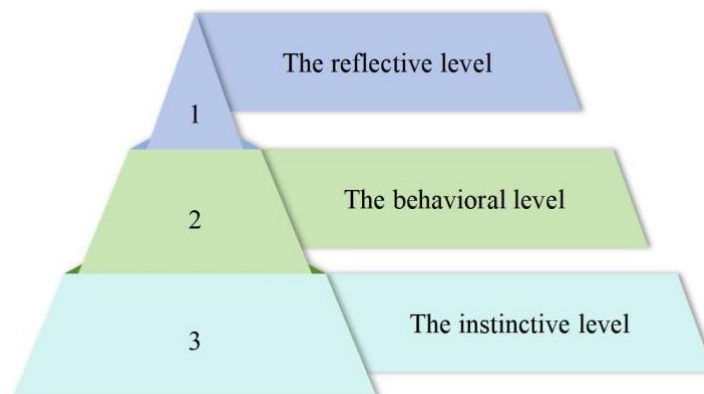 The reflective level
1
The behavioral level
2
The instinctive level
3